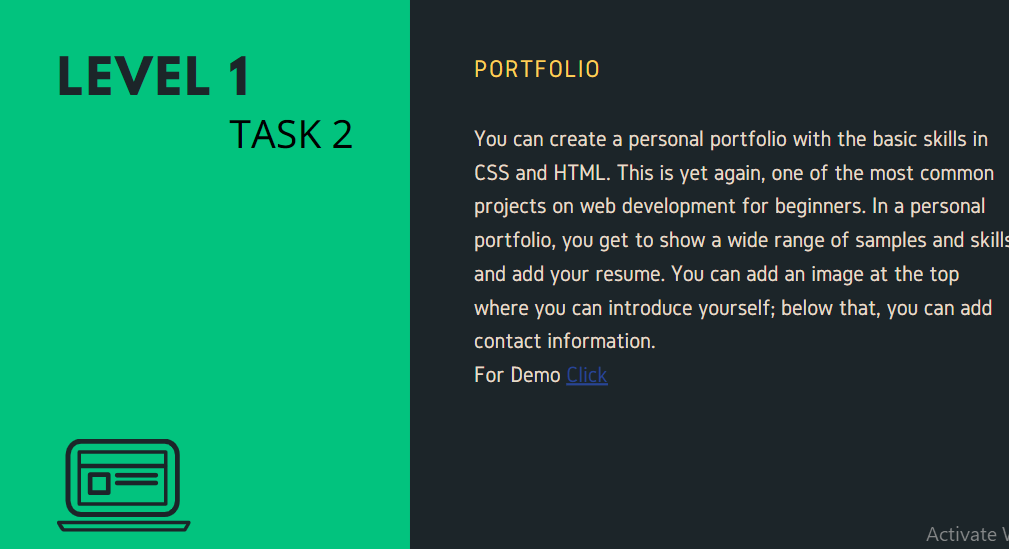 LEVEL 1
TASK 2
PORTFOLIO
You can create a personal portfolio with the basic skills in
CSS and HTML. This is yet again, one of the most common
projects on web development for beginners. In a personal
portfolio, you get to show a wide range of samples and skills
and add your resume. You can add an image at the top
where you can introduce yourself; below that, you can add
contact information.
For Demo Click
Activate